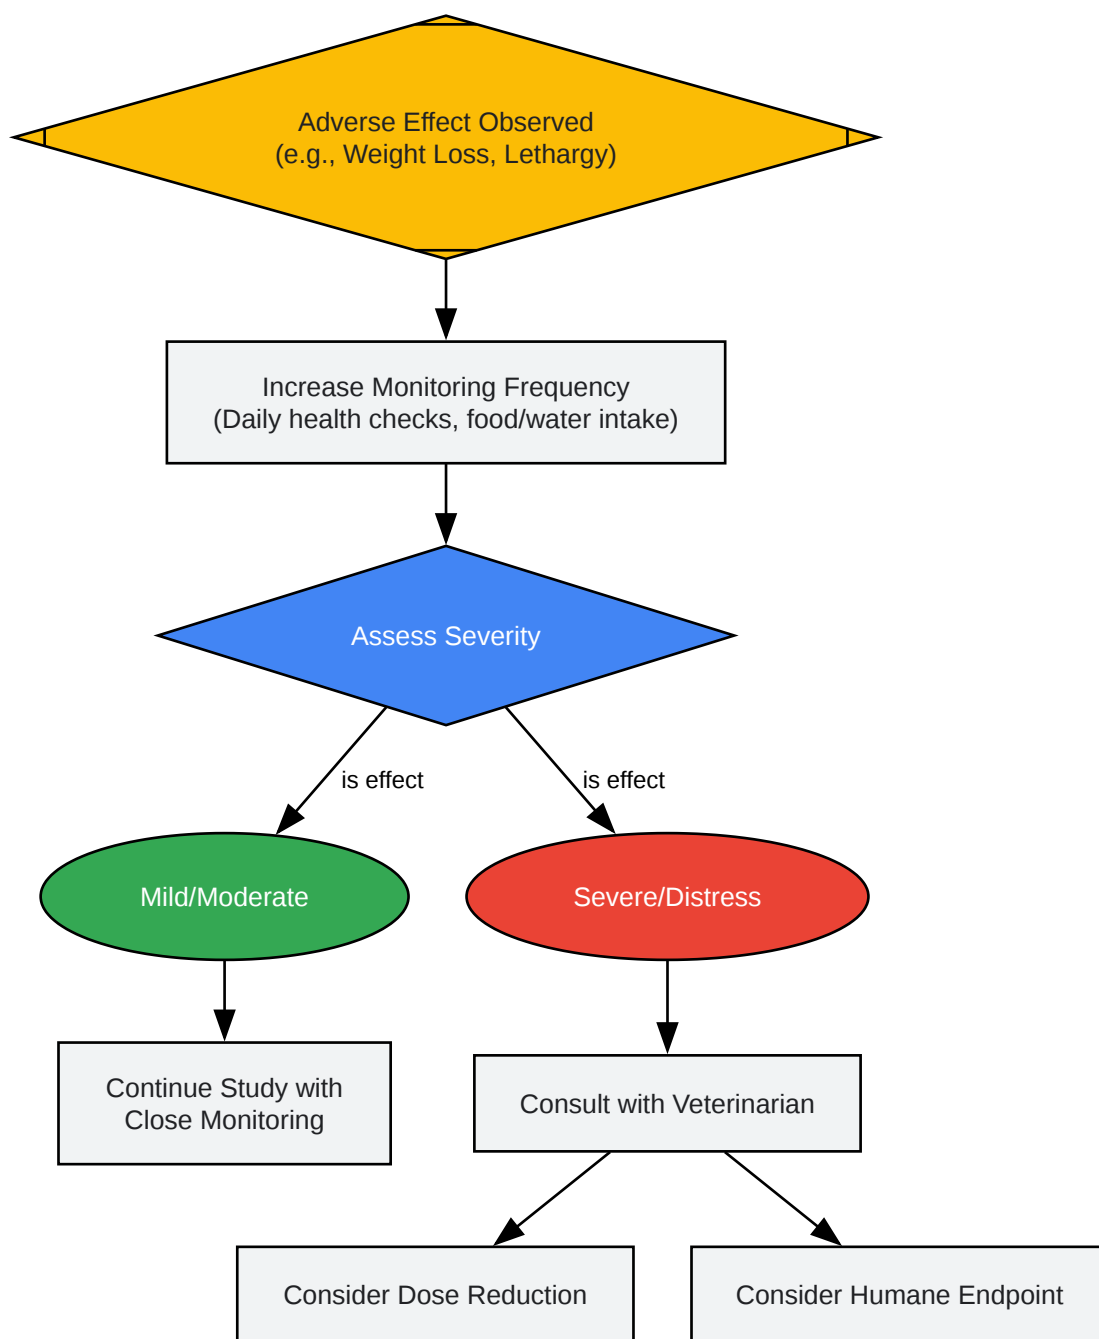 Adverse Effect Observed
(e.g., Weight Loss, Lethargy)
Increase Monitoring Frequency
(Daily health checks, food/water intake)
Assess Severity
is effect
is effect
Mild/Moderate
Severe/Distress
Continue Study with
Close Monitoring
Consult with Veterinarian
Consider Dose Reduction
Consider Humane Endpoint